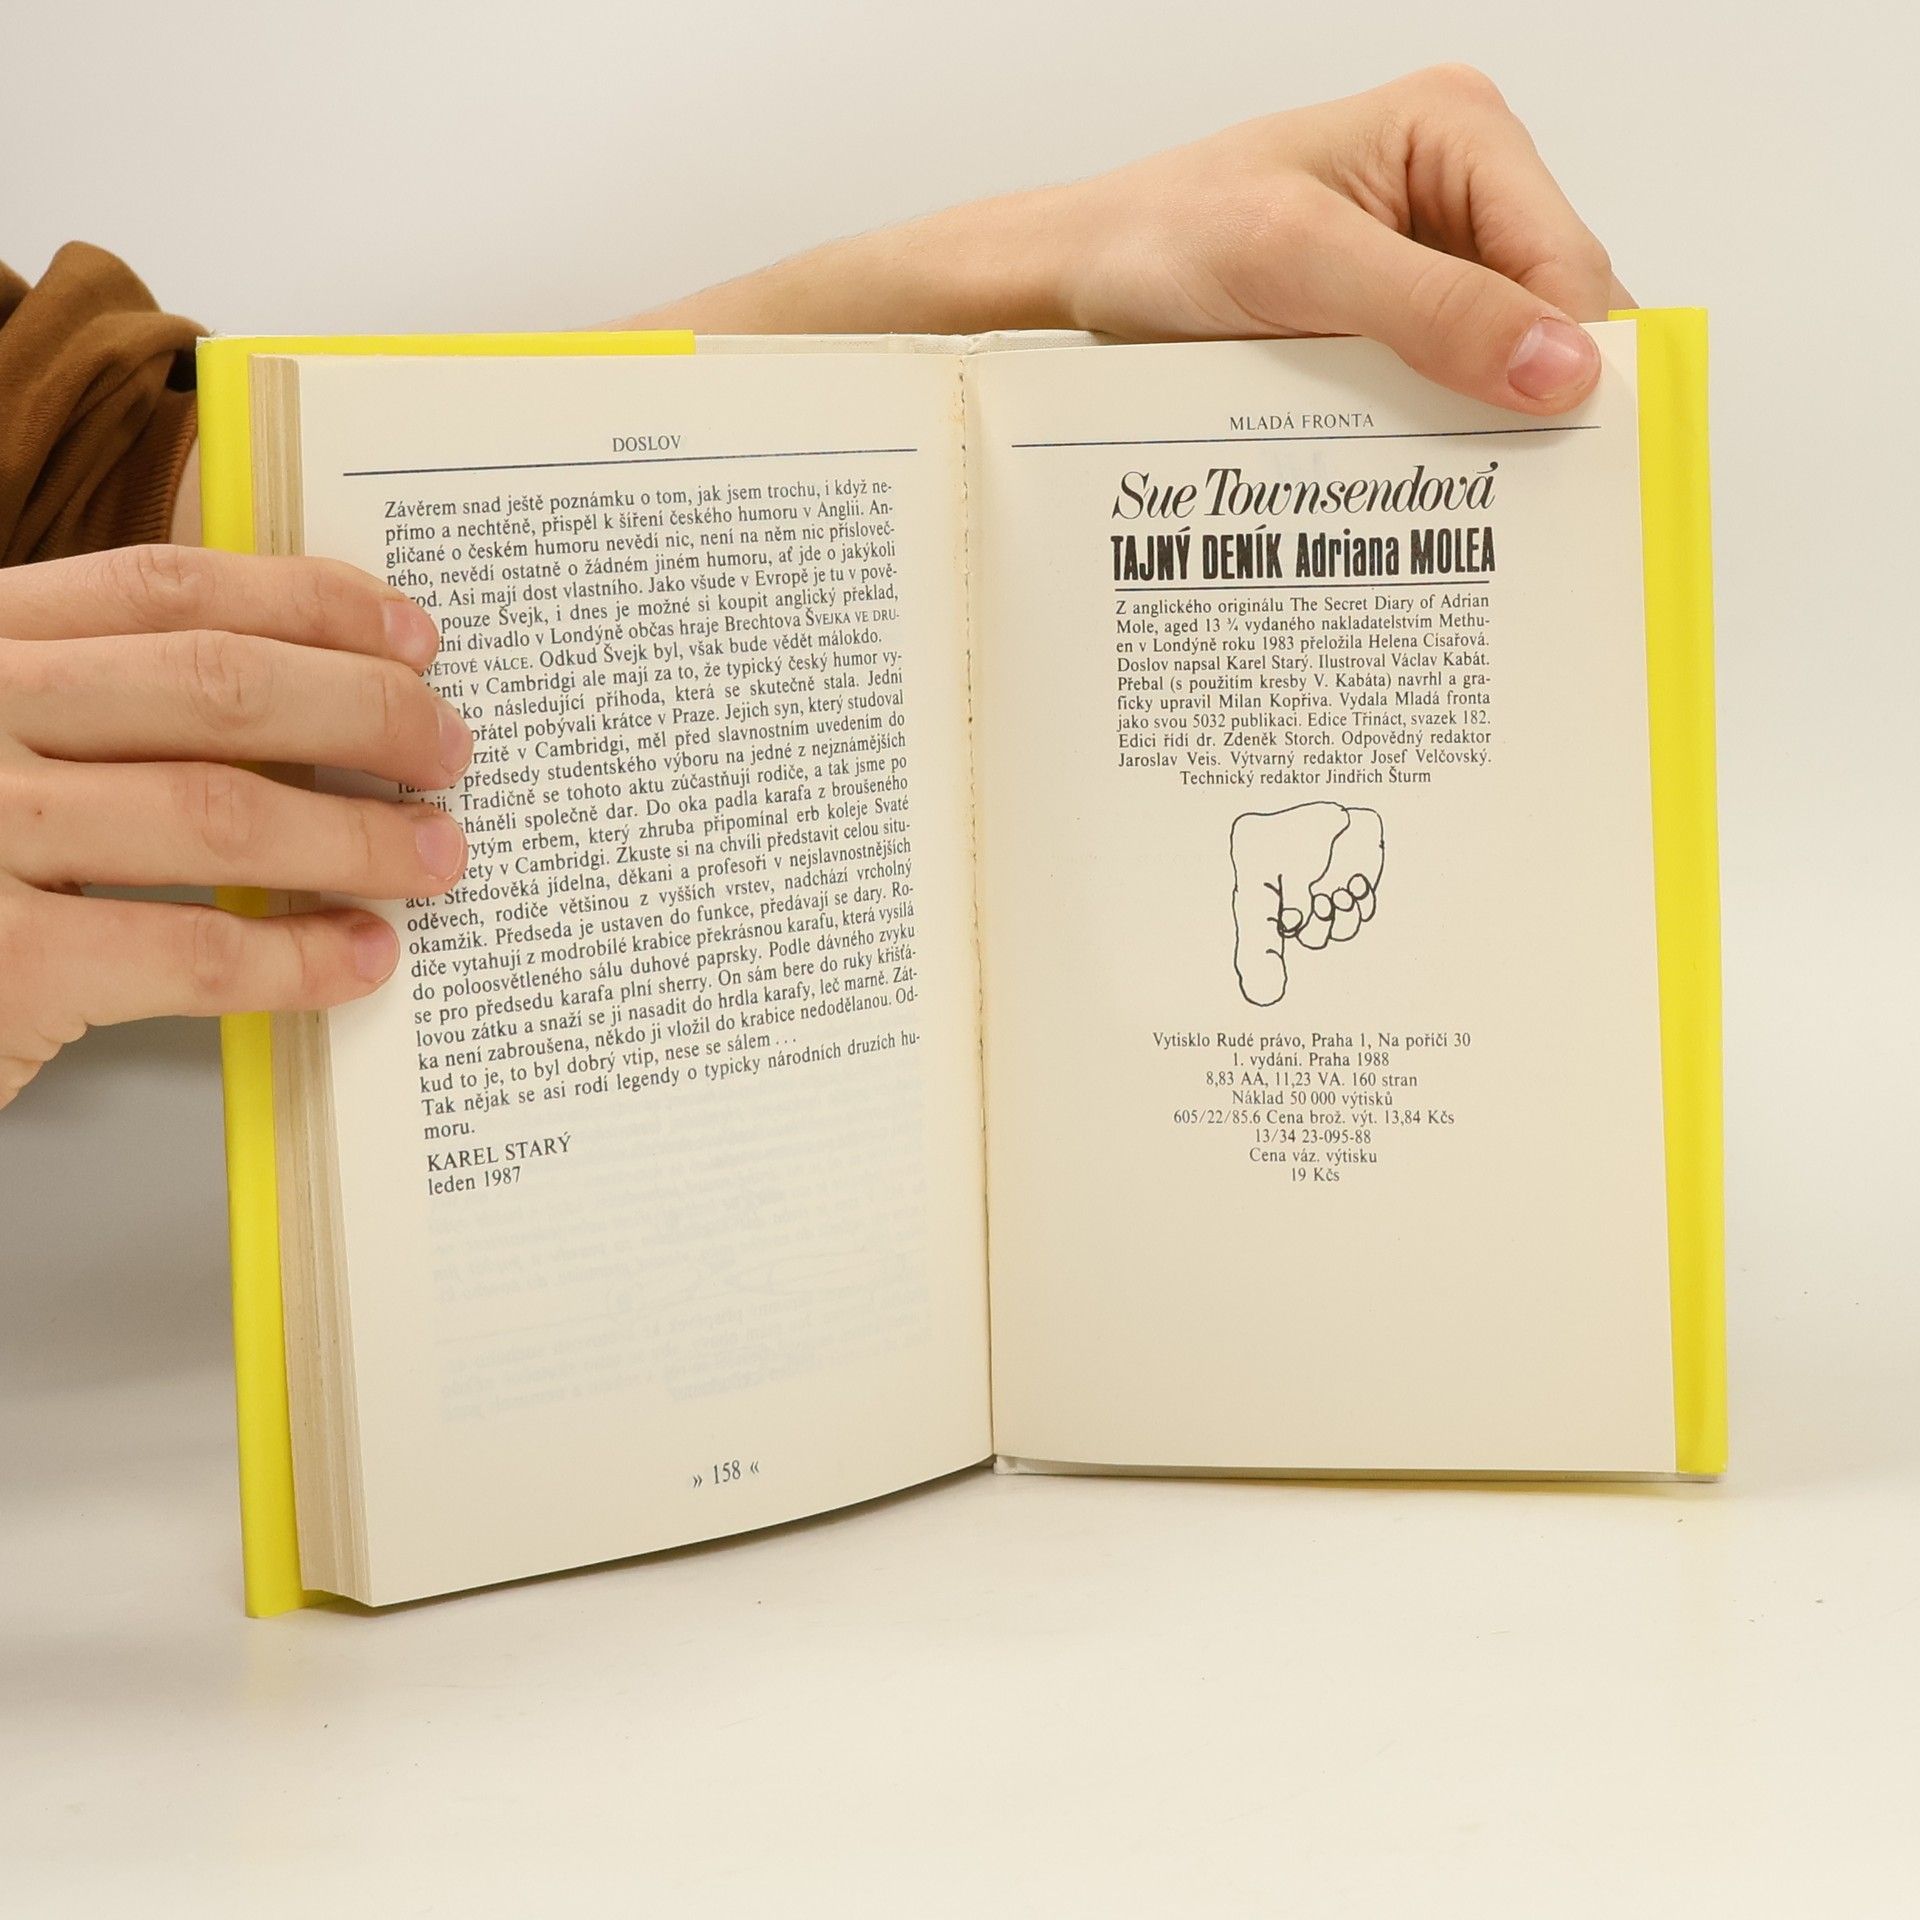 DOSLOV
Závěrem snad ještě poznámku o tom, jak jsem trochu, i když ne-
přímo a nechtěně, přispěl k šíření českého humoru v Anglii. An-
gličané o českém humoru nevědí nic, není na něm nic přísloveč-
ného, nevědí ostatně o žádném jiném humoru, ať jde o jakýkoli
rod. Asi mají dost vlastního. Jako všude v Evropě je tu v pově-
pouze Švejk, i dnes je možné si koupit anglický překlad,
dní divadlo v Londýně občas hraje Brechtova ŠVEJKA VE DRU-
SVĚTOVÉ VÁLCE. Odkud Švejk byl, však bude vědět málokdo.
denti v Cambridgi ale mají za to, že typický český humor vy-
ako následující příhoda, která se skutečně stala. Jedni
přátel pobývali krátce v Praze. Jejich syn, který studoval
rzitě v Cambridgi, měl před slavnostním uvedením do
předsedy studentského výboru na jedné z nejznámějších
kolejí. Tradičně se tohoto aktu zúčastňují rodiče, a tak jsme po
sháněli společně dar. Do oka padla karafa z broušeného
rytým erbem, který zhruba připomínal erb koleje Svaté
rety v Cambridgi. Zkuste si na chvíli představit celou situ-
aci. Středověká jídelna, děkani a profesoři v nejslavnostnějších
oděvech, rodiče většinou z vyšších vrstev, nadchází vrcholný
okamžik. Předseda je ustaven do funkce, předávají se dary. Ro-
diče vytahují z modrobílé krabice překrásnou karafu, která vysílá
do poloosvětleného sálu duhové paprsky. Podle dávného zvyku
se pro předsedu karafa plní sherry. On sám bere do ruky křišťá-
lovou zátku a snaží se ji nasadit do hrdla karafy, leč marně. Zát-
ka není zabroušena, někdo ji vložil do krabice nedodělanou. Od-
kud to je, to byl dobrý vtip, nese se sálem . . .
Tak nějak se asi rodí legendy o typicky národních druzích hu-
moru.
KAREL STARÝ
leden 1987
» 158 «
MLADÁ FRONTA
Sue Townsendová
TAJNÝ DENÍK Adriana MOLEA
Z anglického originálu The Secret Diary of Adrian
Mole, aged 13 ¾ vydaného nakladatelstvím Methu-
en v Londýně roku 1983 přeložila Helena Císařová.
Doslov napsal Karel Starý. Ilustroval Václav Kabát.
Přebal (s použitím kresby V. Kabáta) navrhl a gra-
ficky upravil Milan Kopřiva. Vydala Mladá fronta
jako svou 5032 publikaci. Edice Třináct, svazek 182.
Edici řídí dr. Zdeněk Storch. Odpovědný redaktor
Jaroslav Veis. Výtvarný redaktor Josef Velčovský.
Technický redaktor Jindřich Šturm
Vytisklo Rudé právo, Praha 1, Na poříčí 30
1. vydání. Praha 1988
8,83 AA, 11,23 VA. 160 stran
Náklad 50 000 výtisků
605/22/85.6 Cena brož. výt. 13,84 Kčs
13/34 23-095-88
Cena váz. výtisku
19 Kčs